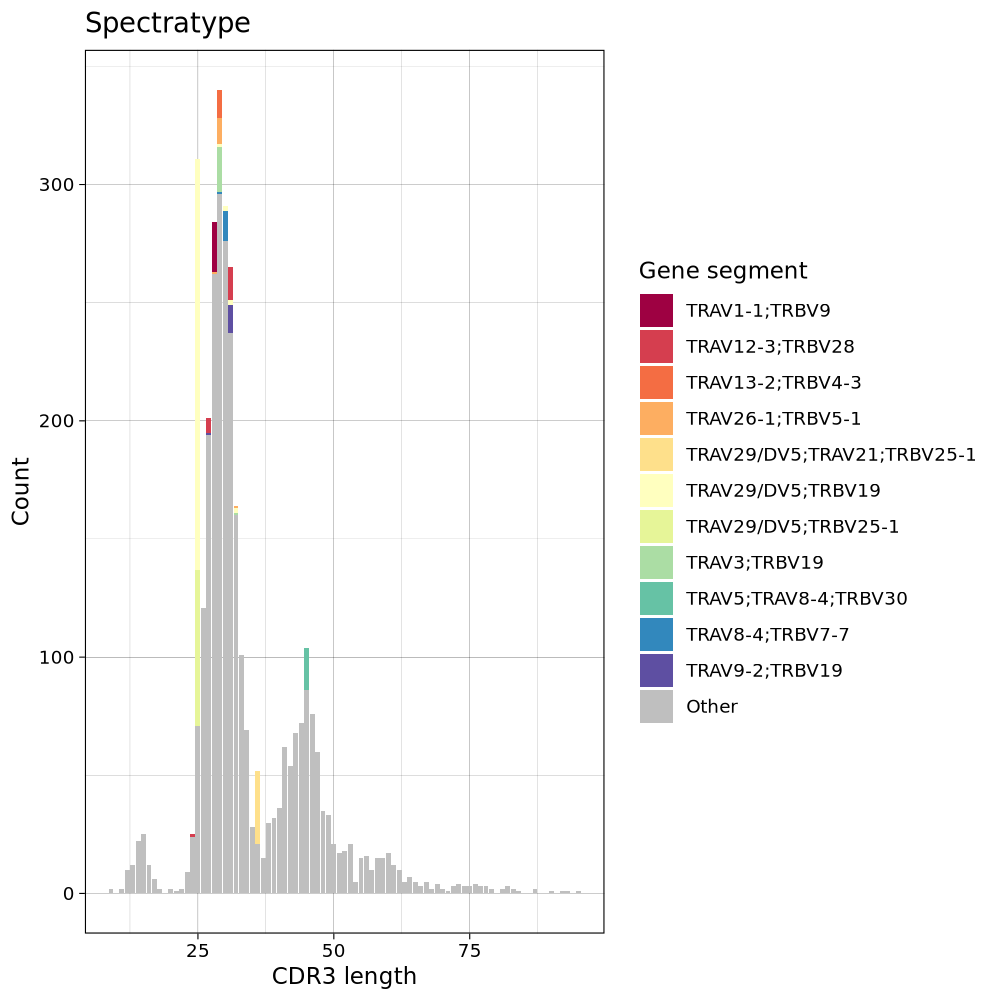 Spectratype
Count
300
200
100
0
25
50
75
CDR3 length
Gene segment
TRAV1-1;TRBV9
TRAV12-3;TRBV28
TRAV13-2;TRBV4-3
TRAV26-1;TRBV5-1
TRAV29/DV5;TRAV21;TRBV25-1
TRAV29/DV5;TRBV19
TRAV29/DV5;TRBV25-1
TRAV3;TRBV19
TRAV5;TRAV8-4;TRBV30
TRAV8-4;TRBV7-7
TRAV9-2;TRBV19
Other